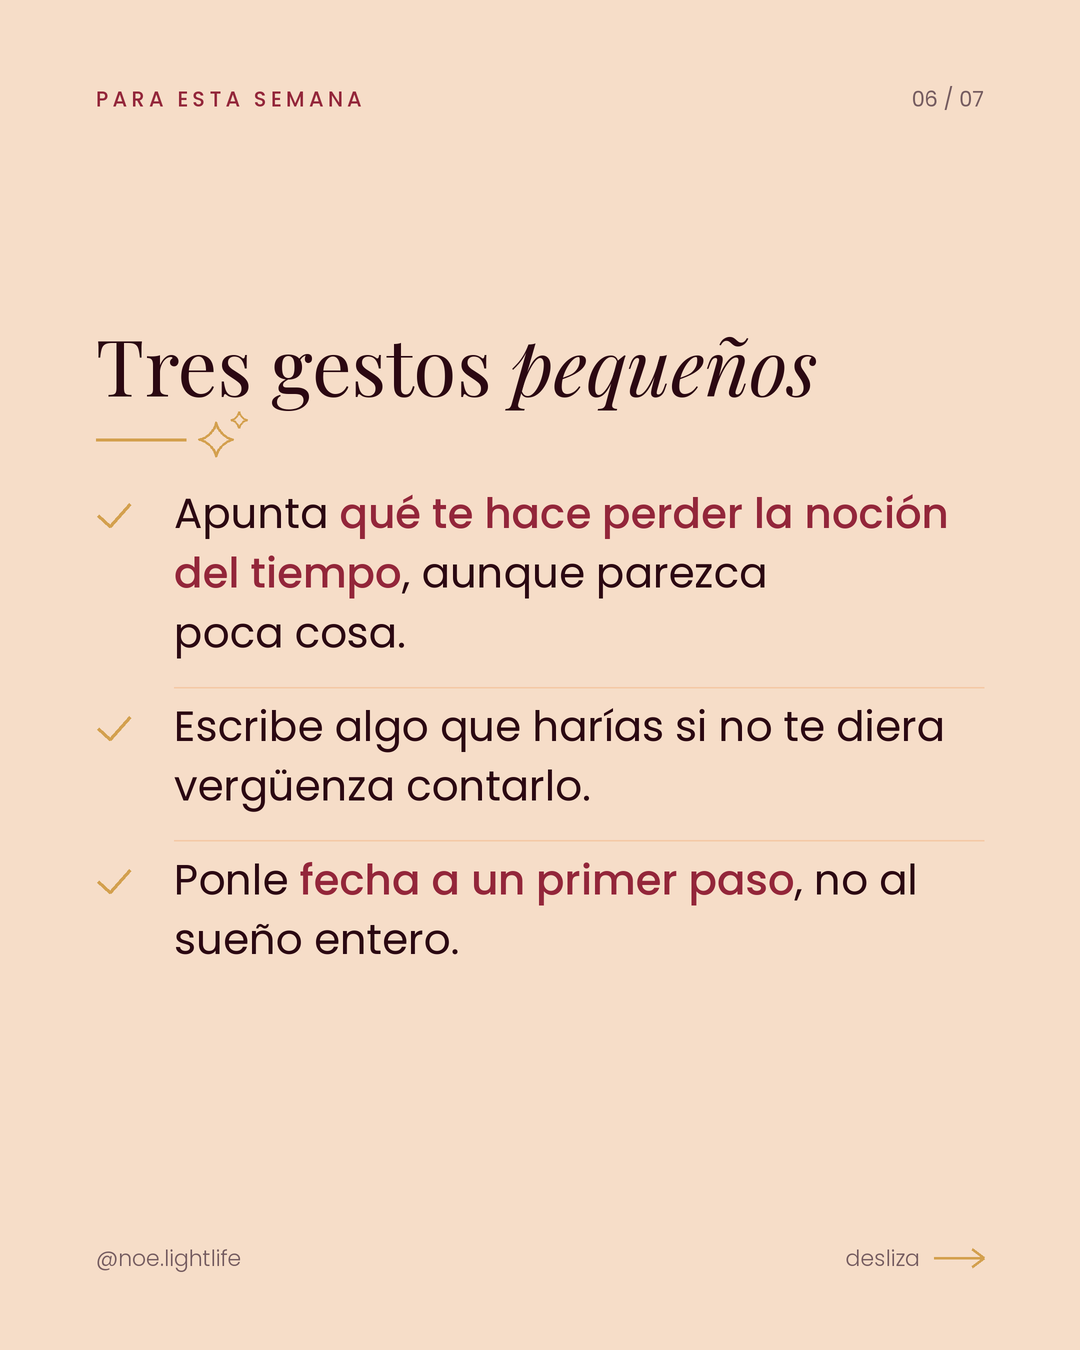 PARA ESTA SEMANA
06 / 07
Tres gestos pequeños
Apunta qué te hace perder la noción
del tiempo, aunque parezca
poca cosa.
Escribe algo que harías si no te diera
vergüenza contarlo.
Ponle fecha a un primer paso, no al
sueño entero.
@noe.lightlife
desliza